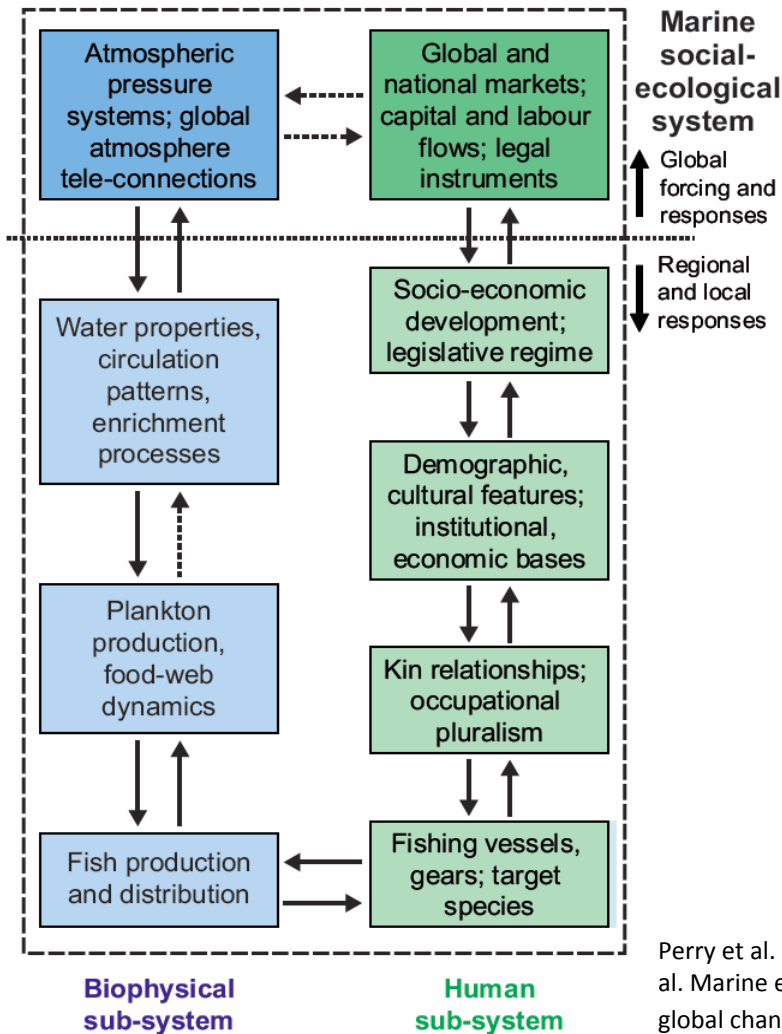 Marine
social-
ecological
system
Atmospheric
pressure
systems; global
atmosphere
tele-connections
Global and
national markets;
capital and labour
flows; legal
instruments
Global
forcing and
responses
Regional
and local
responses
Water properties,
circulation
patterns,
enrichment
processes
Socio-economic
development;
legislative regime
Demographic,
cultural features;
institutional,
economic bases
Plankton
production,
food-web
dynamics
Kin relationships;
occupational
pluralism
Fish production
and distribution
Fishing vessels,
gears; target
species
Biophysical
sub-system
Human
sub-system
Perry et al.
al. Marine e
global chan